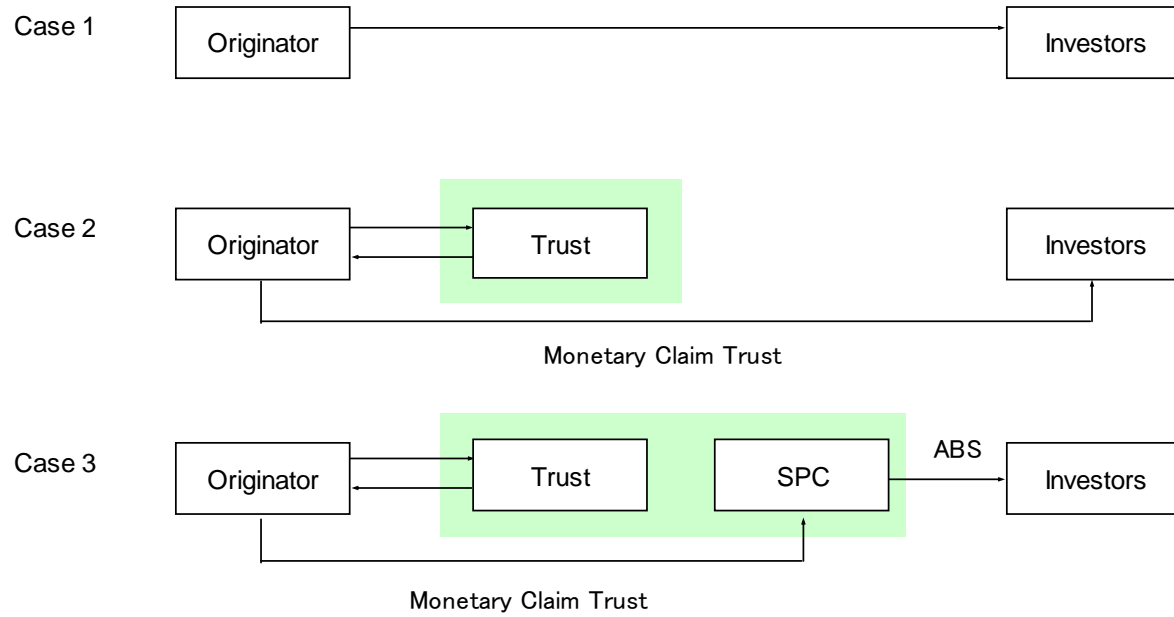 Case 1
Originator
Investors
Case 2
Originator
Trust
Investors
Monetary Claim Trust
Case 3
Originator
Trust
SPC
ABS
Investors
Monetary Claim Trust